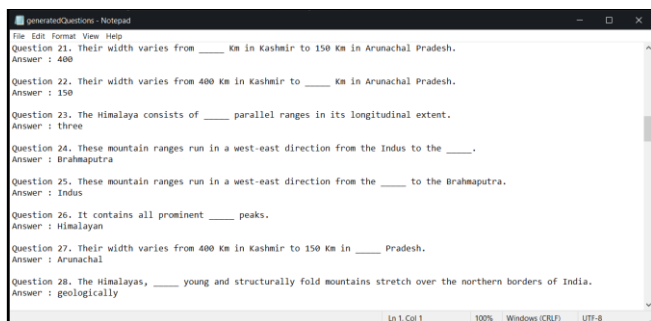 generatedQuestions - Notepad
File Edit Format View Help
Question 21. Their width varies from _____ Km in Kashmir to 150 Km in Arunachal Pradesh.
Answer : 400
Question 22. Their width varies from 400 Km in Kashmir to _____ Km in Arunachal Pradesh.
Answer : 150
Question 23. The Himalaya consists of _____ parallel ranges in its longitudinal extent.
Answer : three
Question 24. These mountain ranges run in a west-east direction from the Indus to the _____.
Answer : Brahmaputra
Question 25. These mountain ranges run in a west-east direction from the _____ to the Brahmaputra.
Answer : Indus
Question 26. It contains all prominent _____ peaks.
Answer : Himalayan
Question 27. Their width varies from 400 Km in Kashmir to 150 Km in _____ Pradesh.
Answer : Arunachal
Question 28. The Himalayas, _____ young and structurally fold mountains stretch over the northern borders of India.
Answer : geologically
Ln 1, Col 1 100% Windows (CRLF) UTF-8